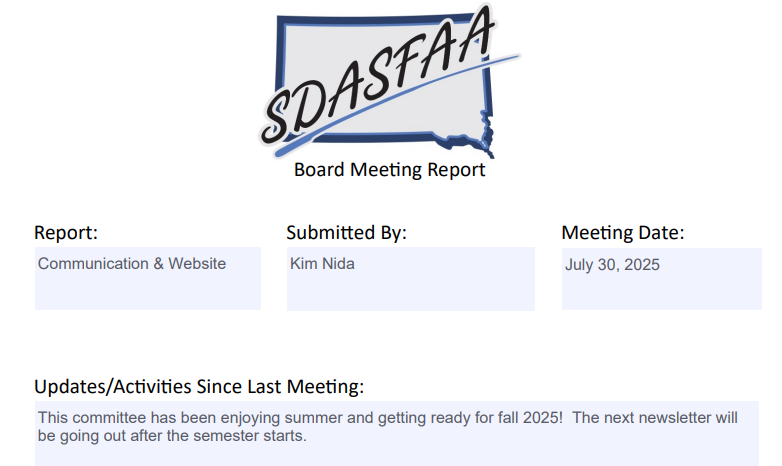 SDASFAA
Board Meeting Report
Report:
Communication & Website
Submitted By:
Kim Nida
Meeting Date:
July 30, 2025
Updates/Activities Since Last Meeting:
This committee has been enjoying summer and getting ready for fall 2025!  The next newsletter will
be going out after the semester starts.